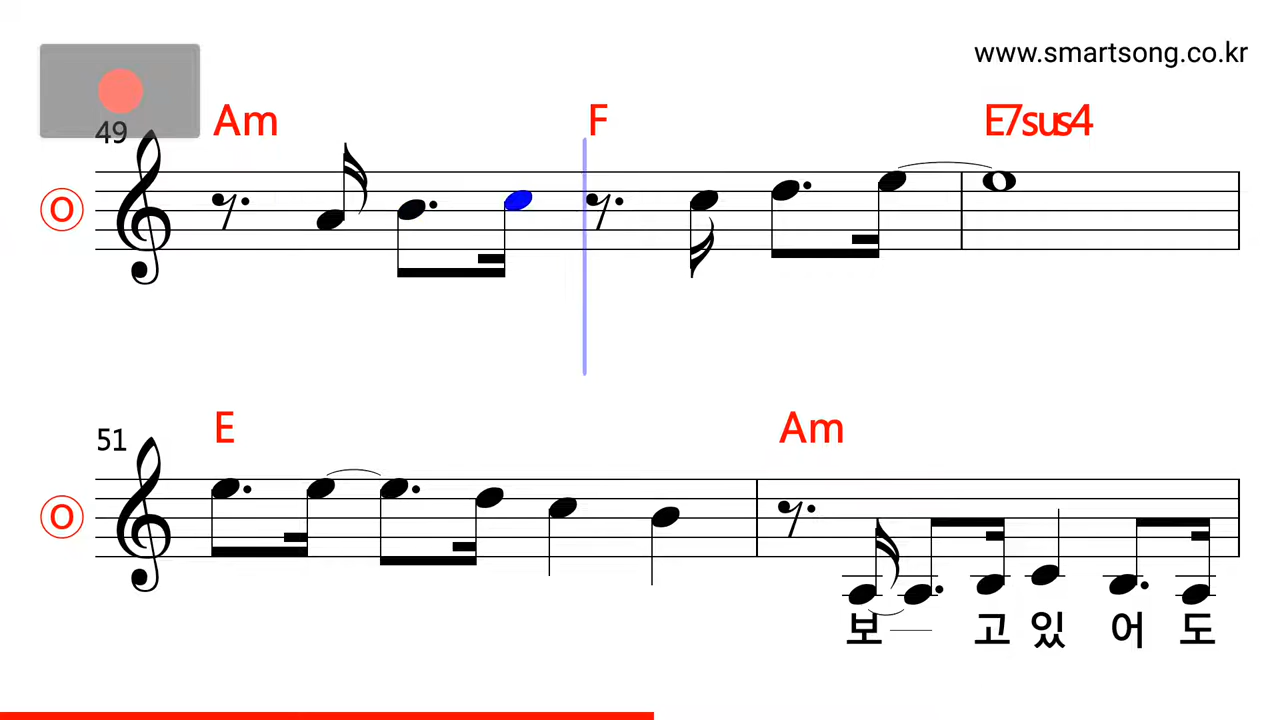 www.smartsong.co.kr
Am F E7sus4
49
O
E Am
51
O
보 고 있 어 도